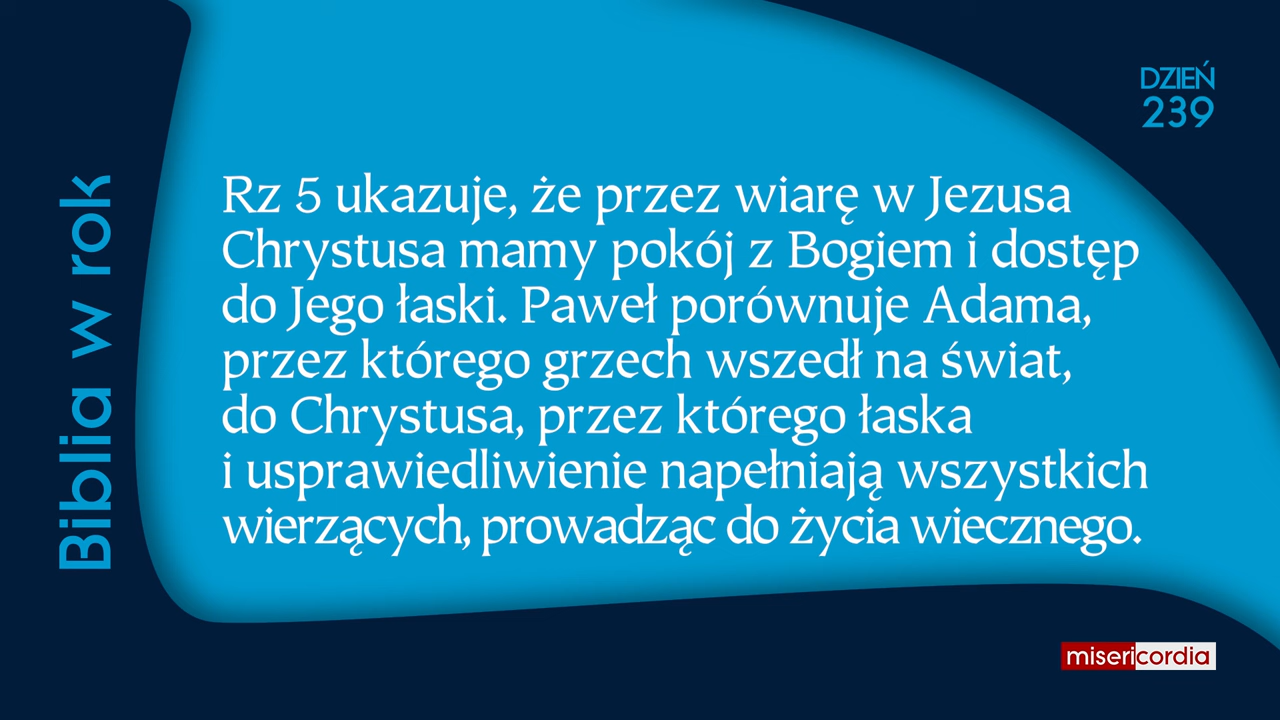 Biblia w rok
DZIEŃ
239
Rz 5 ukazuje, że przez wiarę w Jezusa
Chrystusa mamy pokój z Bogiem i dostęp
do Jego łaski. Paweł porównuje Adama,
przez którego grzech wszedł na świat,
do Chrystusa, przez którego łaska
i usprawiedliwienie napełniają wszystkich
wierzących, prowadząc do życia wiecznego.
misericordia